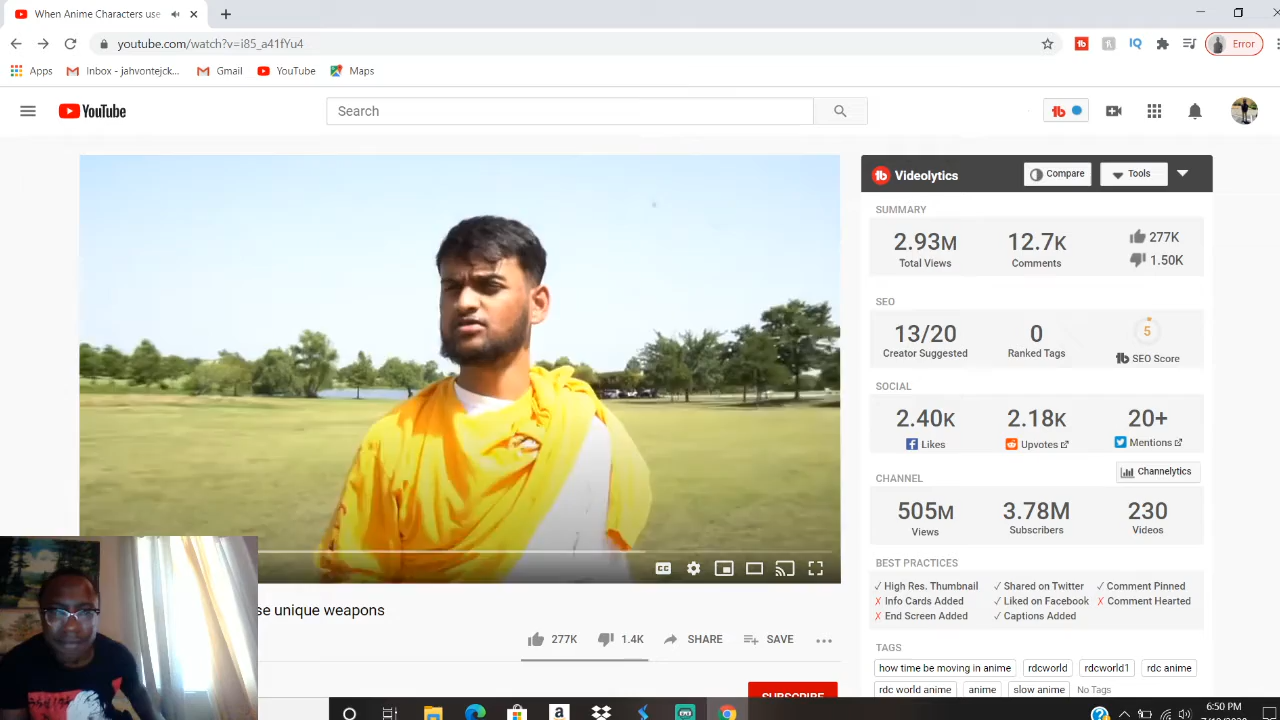 When Anime Characters use
youtube.com/watch?v=i85_a41fYu4
Error
Apps
Inbox - jahvontejck...
Gmail
YouTube
Maps
YouTube
Search
Videolytics
Compare
Tools
SUMMARY
2.93M 12.7K 277K
Total Views Comments 1.50K
SEO
13/20 0 5
Creator Suggested Ranked Tags SEO Score
SOCIAL
2.40K 2.18K 20+
Likes Upvotes Mentions
CHANNEL Channelytics
505M 3.78M 230
Views Subscribers Videos
BEST PRACTICES
✓ High Res. Thumbnail ✓ Shared on Twitter ✓ Comment Pinned
✗ Info Cards Added ✓ Liked on Facebook ✗ Comment Hearted
✗ End Screen Added ✓ Captions Added
TAGS
how time be moving in anime rdcworld rdcworld1 rdc anime
rdc world anime anime slow anime No Tags
CC
se unique weapons
277K 1.4K SHARE SAVE
SUBSCRIBE
6:50 PM